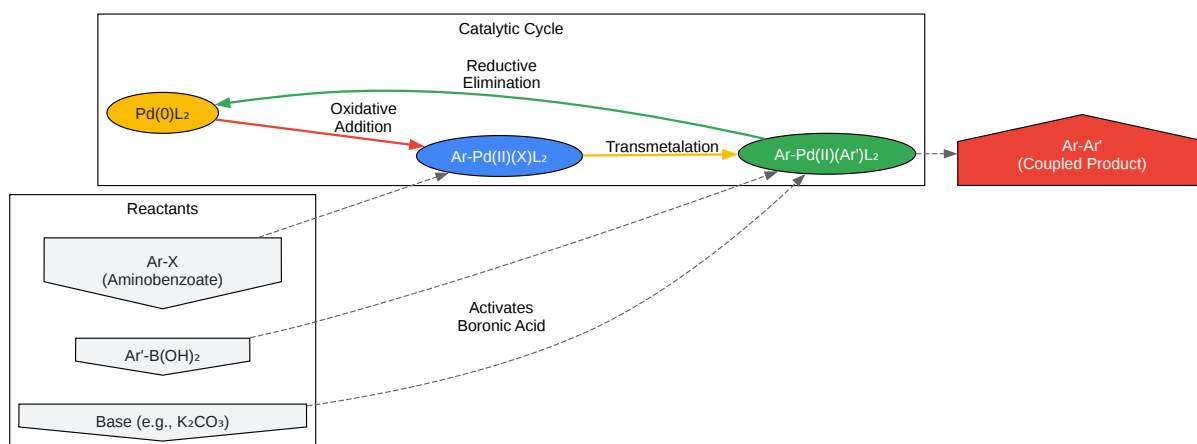 Catalytic Cycle
Reductive
Elimination
Pd(0)L₂
Oxidative
Addition
Ar-Pd(II)(X)L₂
Transmetalation
Ar-Pd(II)(Ar')L₂
Ar-Ar'
(Coupled Product)
Reactants
Ar-X
(Aminobenzoate)
Ar'-B(OH)₂
Activates
Boronic Acid
Base (e.g., K₂CO₃)